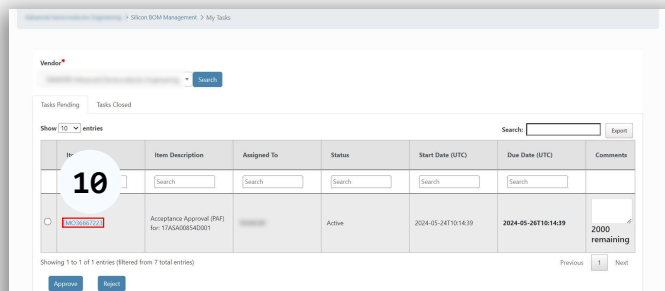 > Silicon BOM Management > My Tasks
Vendor*
Search
Tasks Pending Tasks Closed
Show 10 entries
Search:
Export
Item Description Assigned To Status Start Date (UTC) Due Date (UTC) Comments
10
Search Search Search Search Search
MO36667223
Acceptance Approval (PAF)
for: 17ASA00854D001
Active
2024-05-24T10:14:39
2024-05-26T10:14:39
2000
remaining
Showing 1 to 1 of 1 entries (filtered from 7 total entries)
Previous 1 Next
Approve Reject